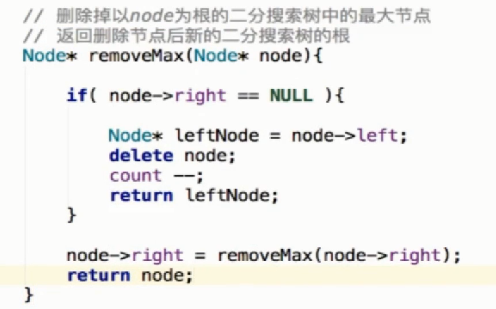 // 删除掉以node为根的二分搜索树中的最大节点
// 返回删除节点后新的二分搜索树的根
Node* removeMax(Node* node){
if( node->right == NULL ){
Node* leftNode = node->left;
delete node;
count --;
return leftNode;
}
node->right = removeMax(node->right);
return node;
}